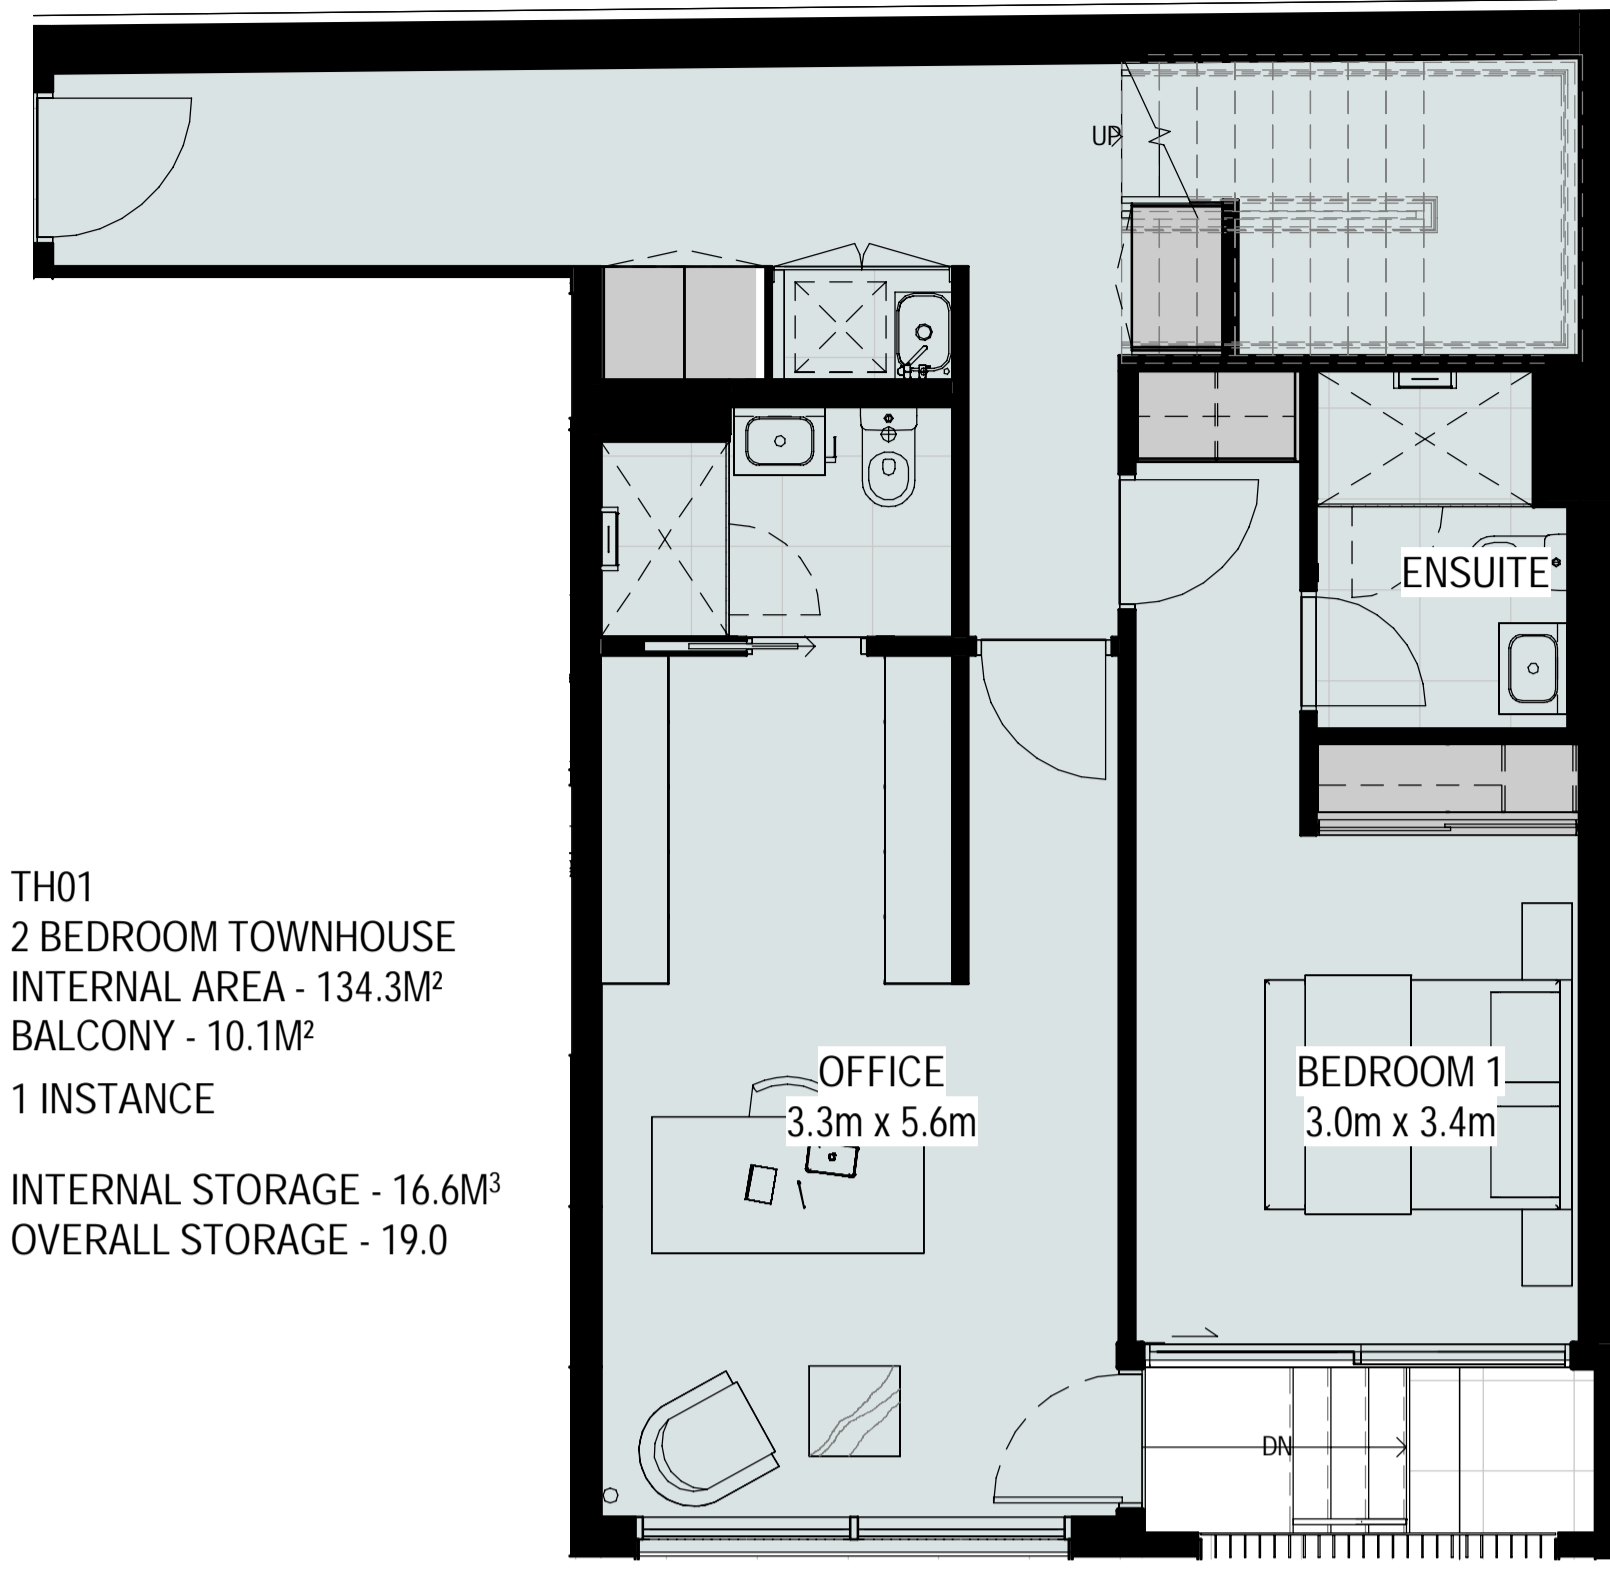 UP
ENSUITE
TH01
2 BEDROOM TOWNHOUSE
INTERNAL AREA - 134.3M²
BALCONY - 10.1M²
1 INSTANCE
INTERNAL STORAGE - 16.6M³
OVERALL STORAGE - 19.0
OFFICE
3.3m x 5.6m
BEDROOM 1
3.0m x 3.4m
DN